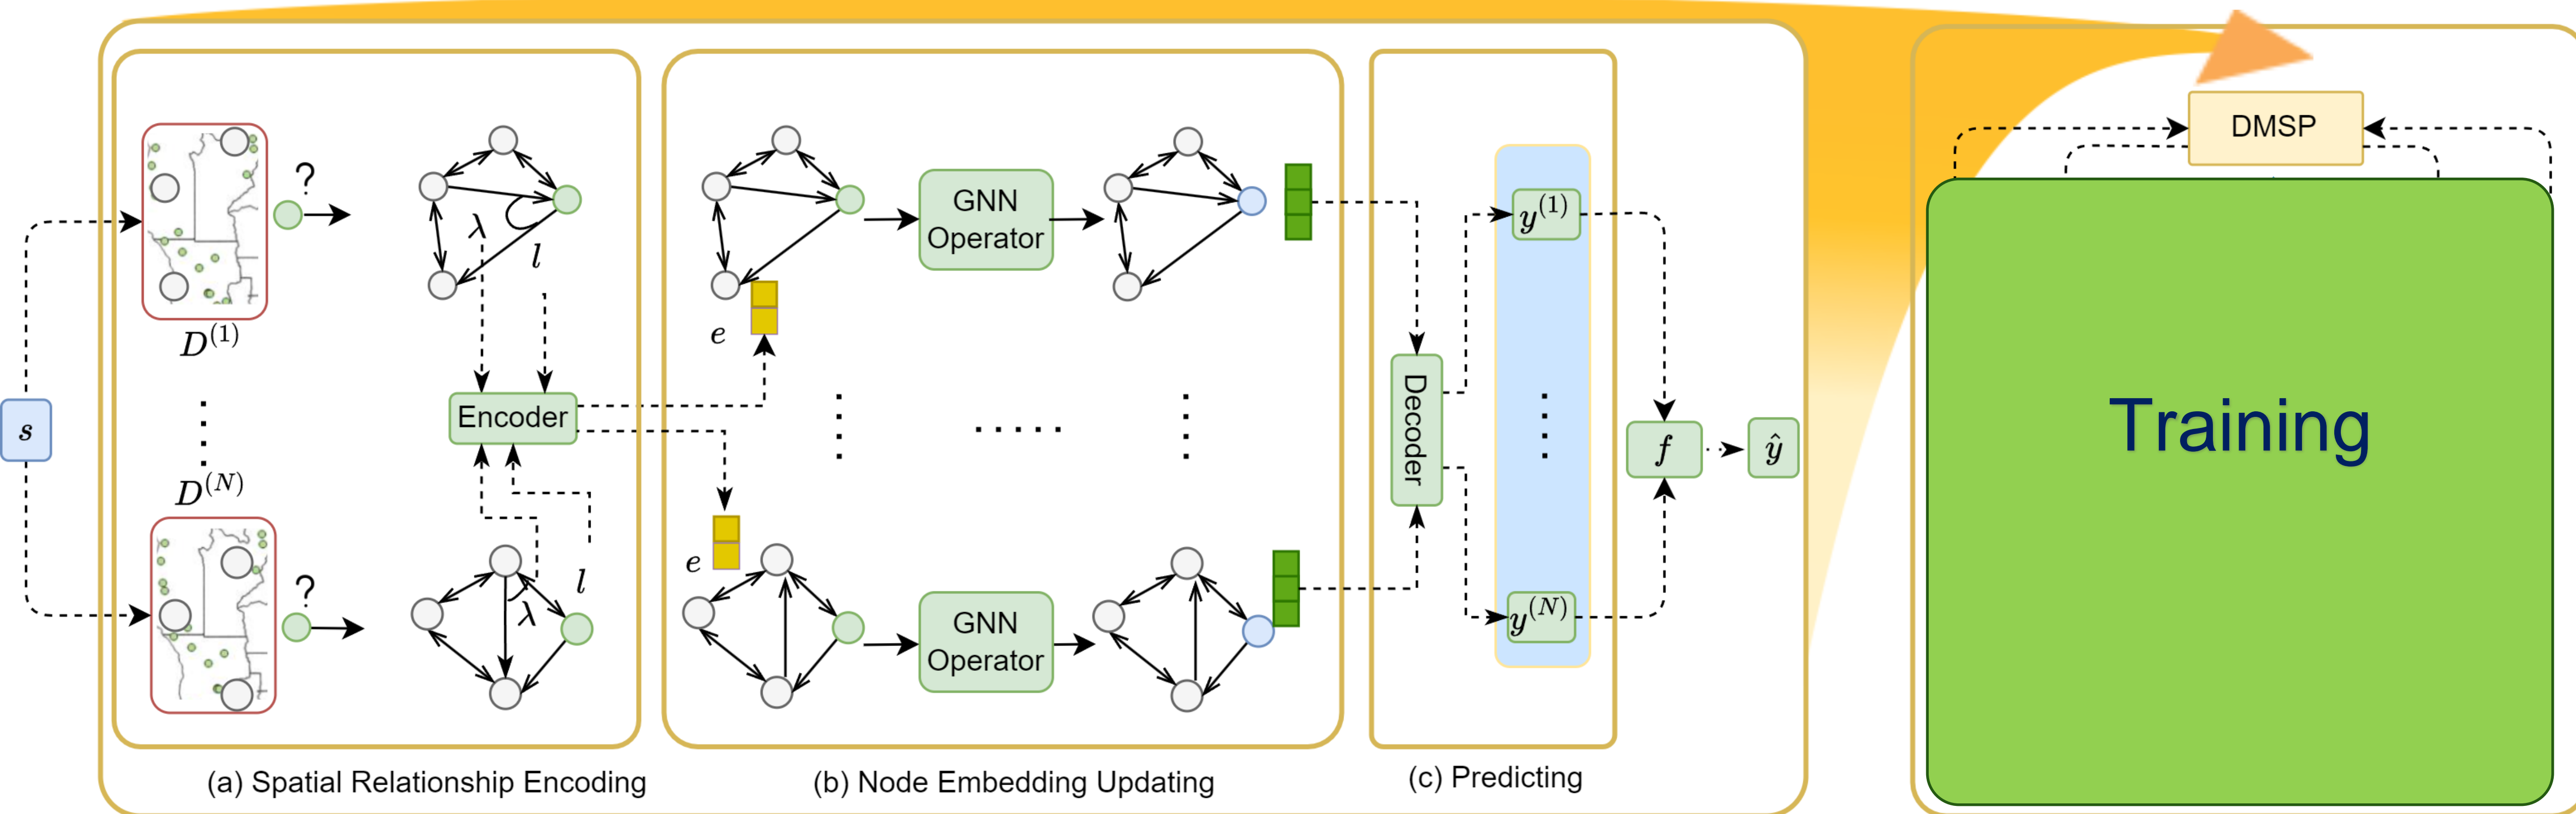 s
D^(1)
D^(N)
?
?
λ
l
Encoder
λ
l
(a) Spatial Relationship Encoding
e
GNN
Operator
e
GNN
Operator
(b) Node Embedding Updating
Decoder
y^(1)
y^(N)
(c) Predicting
f
ŷ
DMSP
Training